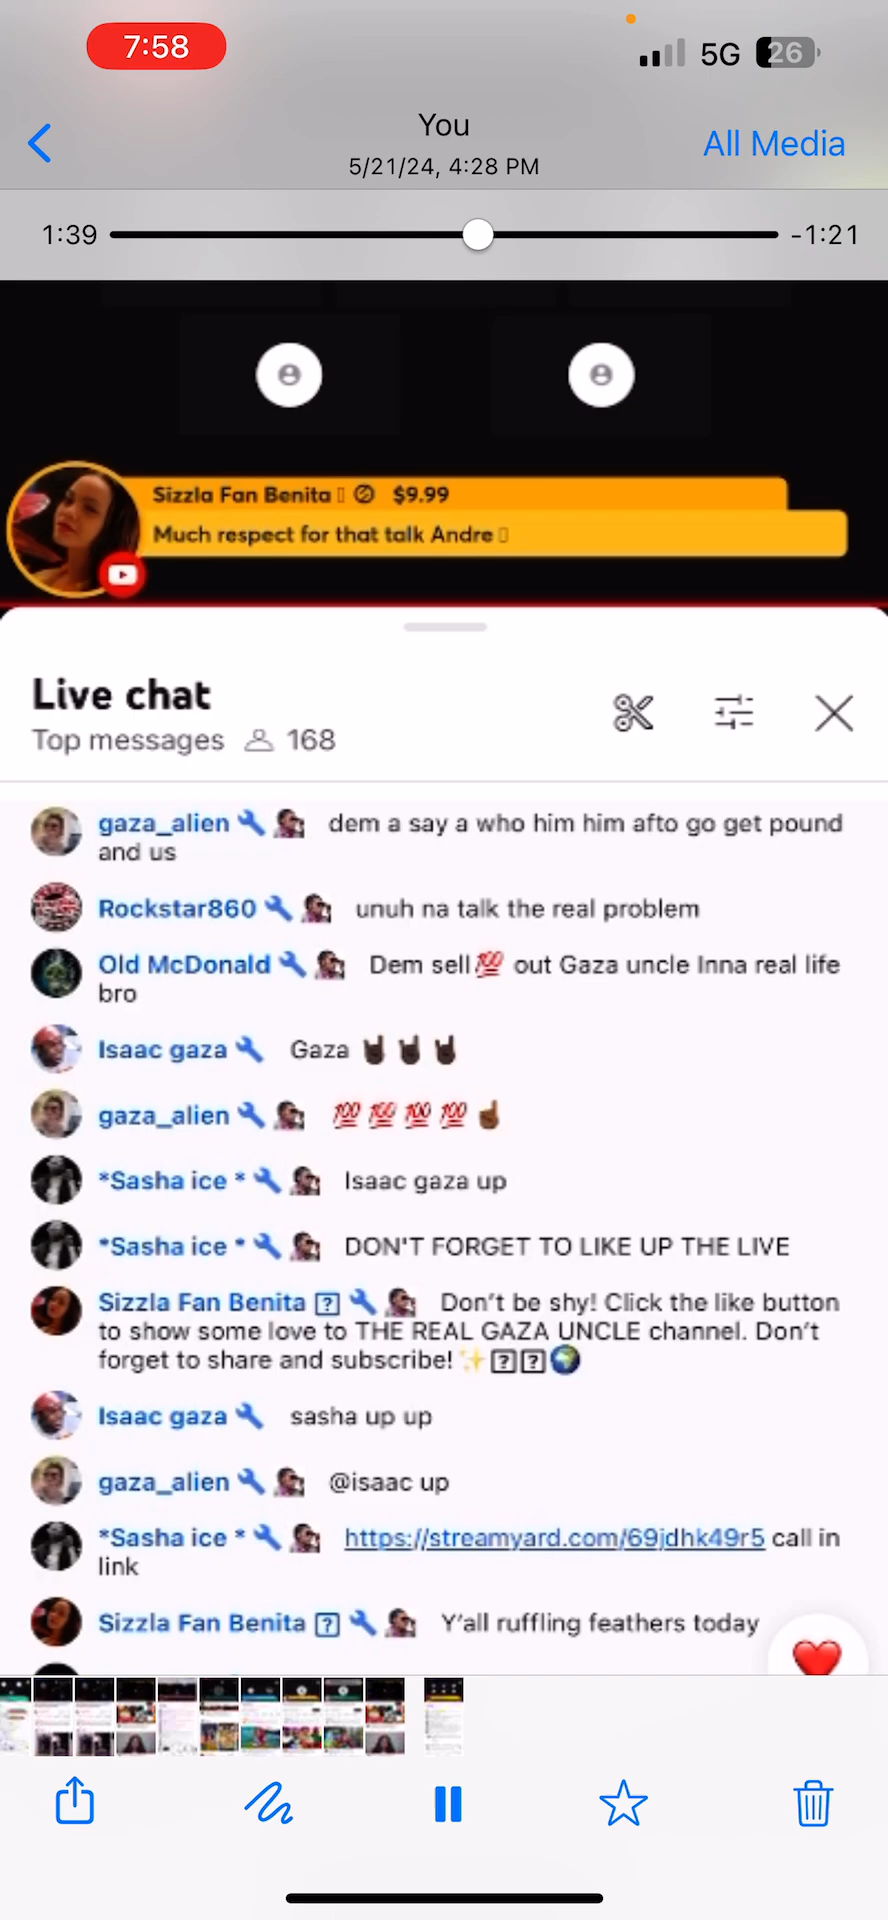 7:58
5G 26
You
5/21/24, 4:28 PM
All Media
1:39
-1:21
Sizzla Fan Benita $9.99
Much respect for that talk Andre
Live chat
Top messages 168
gaza_alien dem a say a who him him afto go get pound
and us
Rockstar860 unuh na talk the real problem
Old McDonald Dem sell💯 out Gaza uncle Inna real life
bro
Isaac gaza Gaza 🤘🏿 🤘🏿 🤘🏿
gaza_alien 💯 💯 💯 💯 ☝🏾
*Sasha ice * Isaac gaza up
*Sasha ice * DON'T FORGET TO LIKE UP THE LIVE
Sizzla Fan Benita Don't be shy! Click the like button
to show some love to THE REAL GAZA UNCLE channel. Don't
forget to share and subscribe! ✨🌍
Isaac gaza sasha up up
gaza_alien @isaac up
*Sasha ice * https://streamyard.com/69jdhk49r5 call in
link
Sizzla Fan Benita Y'all ruffling feathers today